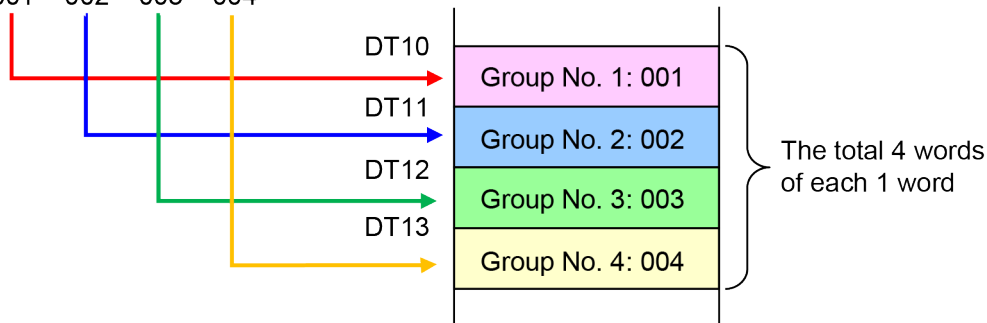 DT10
Group No. 1: 001
DT11
Group No. 2: 002
DT12
Group No. 3: 003
DT13
Group No. 4: 004
The total 4 words
of each 1 word